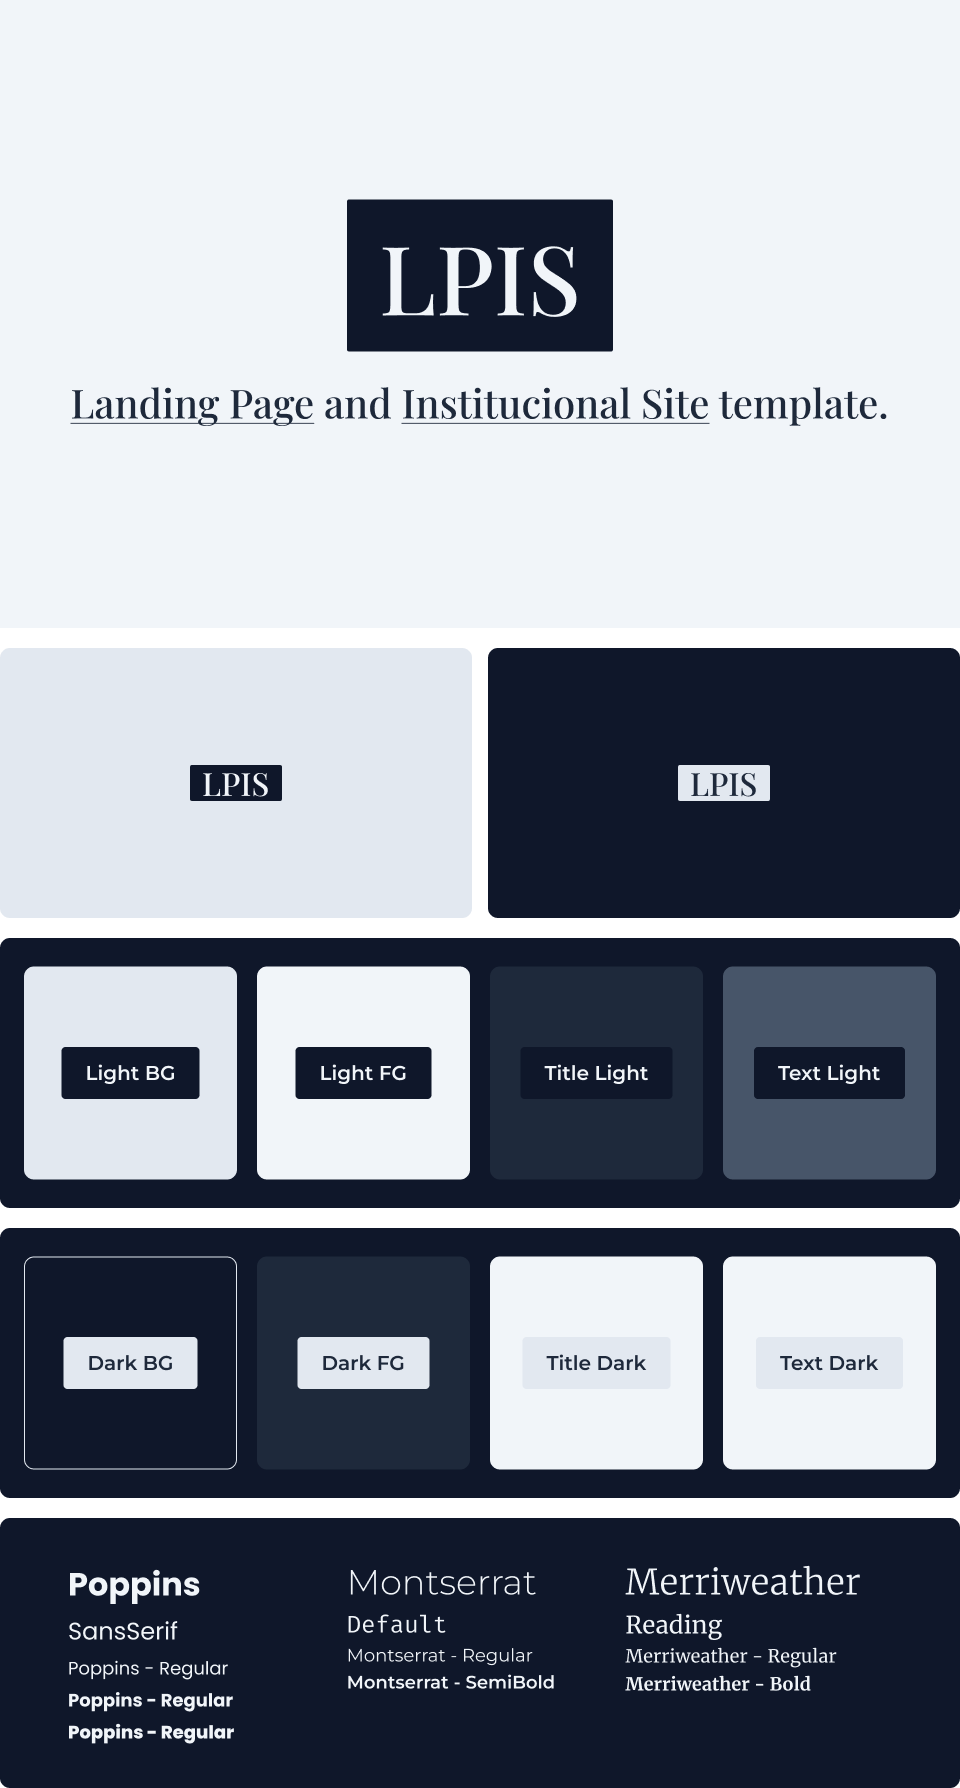 LPIS
Landing Page and Institucional Site template.
LPIS
LPIS
Light BG
Light FG
Title Light
Text Light
Dark BG
Dark FG
Title Dark
Text Dark
Poppins
SansSerif
Poppins - Regular
Poppins - Regular
Poppins - Regular
Montserrat
Default
Montserrat - Regular
Montserrat - SemiBold
Merriweather
Reading
Merriweather - Regular
Merriweather - Bold